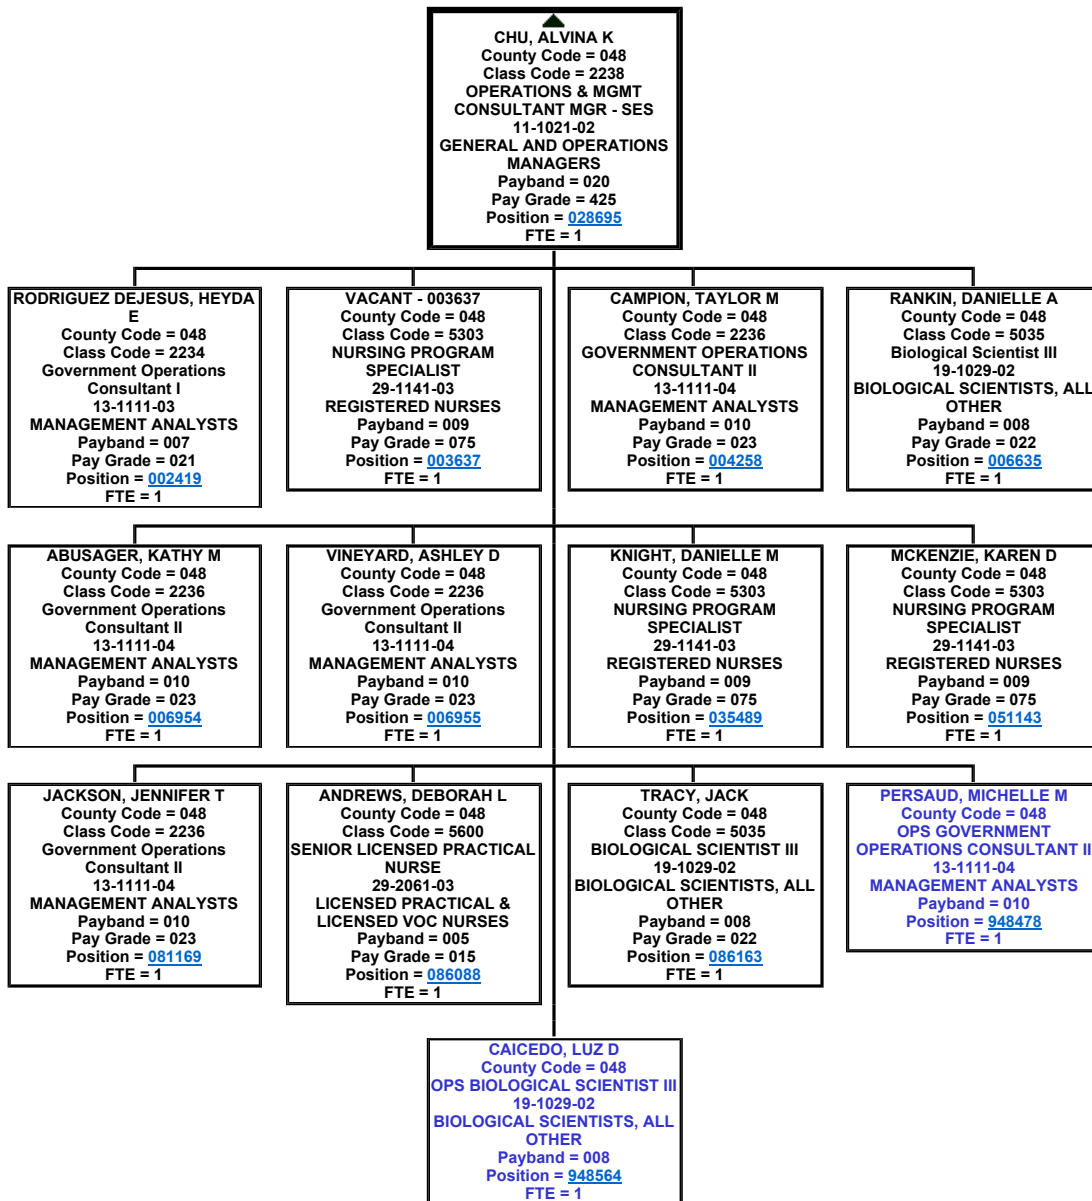 CHU, ALVINA K
County Code = 048
Class Code = 2238
OPERATIONS & MGMT
CONSULTANT MGR - SES
11-1021-02
GENERAL AND OPERATIONS
MANAGERS
Payband = 020
Pay Grade = 425
Position = 028695
FTE = 1
RODRIGUEZ DEJESUS, HEYDA
E
County Code = 048
Class Code = 2234
Government Operations
Consultant I
13-1111-03
MANAGEMENT ANALYSTS
Payband = 007
Pay Grade = 021
Position = 002419
FTE = 1
VACANT - 003637
County Code = 048
Class Code = 5303
NURSING PROGRAM
SPECIALIST
29-1141-03
REGISTERED NURSES
Payband = 009
Pay Grade = 075
Position = 003637
FTE = 1
CAMPION, TAYLOR M
County Code = 048
Class Code = 2236
GOVERNMENT OPERATIONS
CONSULTANT II
13-1111-04
MANAGEMENT ANALYSTS
Payband = 010
Pay Grade = 023
Position = 004258
FTE = 1
RANKIN, DANIELLE A
County Code = 048
Class Code = 5035
Biological Scientist III
19-1029-02
BIOLOGICAL SCIENTISTS, ALL
OTHER
Payband = 008
Pay Grade = 022
Position = 006635
FTE = 1
ABUSAGER, KATHY M
County Code = 048
Class Code = 2236
Government Operations
Consultant II
13-1111-04
MANAGEMENT ANALYSTS
Payband = 010
Pay Grade = 023
Position = 006954
FTE = 1
VINEYARD, ASHLEY D
County Code = 048
Class Code = 2236
Government Operations
Consultant II
13-1111-04
MANAGEMENT ANALYSTS
Payband = 010
Pay Grade = 023
Position = 006955
FTE = 1
KNIGHT, DANIELLE M
County Code = 048
Class Code = 5303
NURSING PROGRAM
SPECIALIST
29-1141-03
REGISTERED NURSES
Payband = 009
Pay Grade = 075
Position = 035489
FTE = 1
MCKENZIE, KAREN D
County Code = 048
Class Code = 5303
NURSING PROGRAM
SPECIALIST
29-1141-03
REGISTERED NURSES
Payband = 009
Pay Grade = 075
Position = 051143
FTE = 1
JACKSON, JENNIFER T
County Code = 048
Class Code = 2236
Government Operations
Consultant II
13-1111-04
MANAGEMENT ANALYSTS
Payband = 010
Pay Grade = 023
Position = 081169
FTE = 1
ANDREWS, DEBORAH L
County Code = 048
Class Code = 5600
SENIOR LICENSED PRACTICAL
NURSE
29-2061-03
LICENSED PRACTICAL &
LICENSED VOC NURSES
Payband = 005
Pay Grade = 015
Position = 086088
FTE = 1
TRACY, JACK
County Code = 048
Class Code = 5035
BIOLOGICAL SCIENTIST III
19-1029-02
BIOLOGICAL SCIENTISTS, ALL
OTHER
Payband = 008
Pay Grade = 022
Position = 086163
FTE = 1
PERSAUD, MICHELLE M
County Code = 048
OPS GOVERNMENT
OPERATIONS CONSULTANT II
13-1111-04
MANAGEMENT ANALYSTS
Payband = 010
Position = 948478
FTE = 1
CAICEDO, LUZ D
County Code = 048
OPS BIOLOGICAL SCIENTIST III
19-1029-02
BIOLOGICAL SCIENTISTS, ALL
OTHER
Payband = 008
Position = 948564
FTE = 1